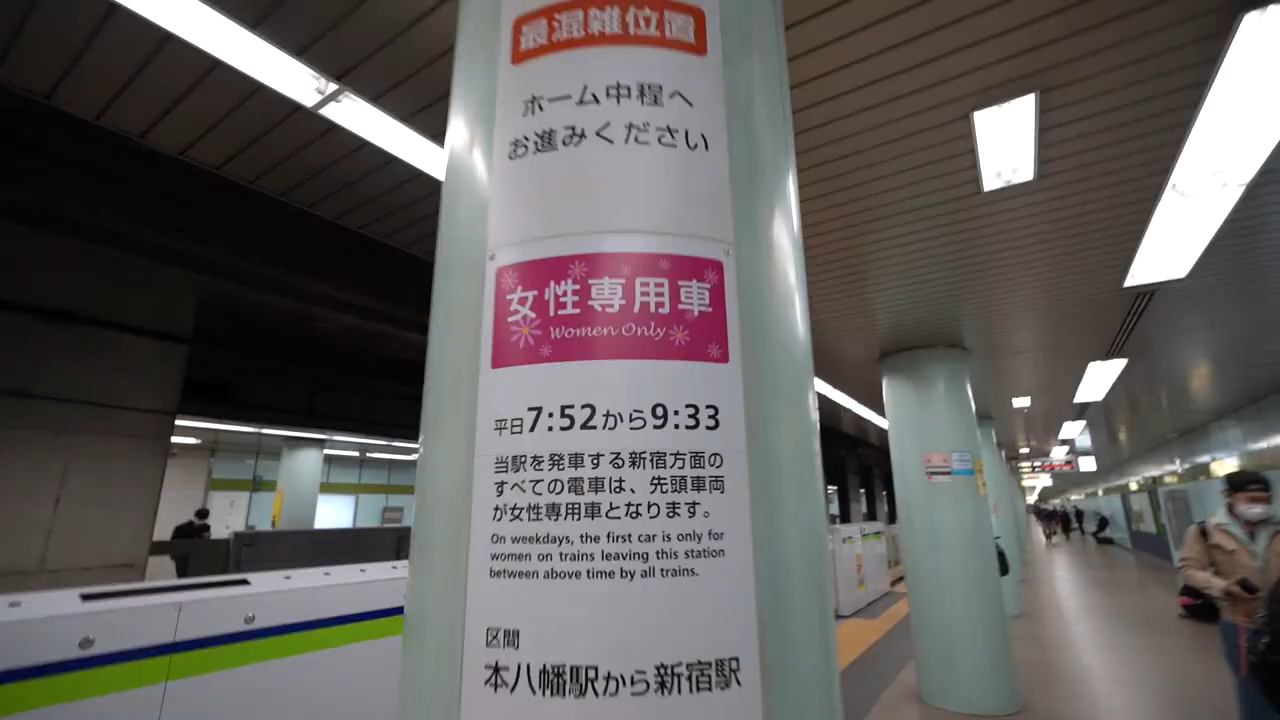 最混雑位置
ホーム中程へ
お進みください
女性専用車
Women Only
平日7:52から9:33
当駅を発車する新宿方面の
すべての電車は、先頭車両
が女性専用車となります。
On weekdays, the first car is only for
women on trains leaving this station
between above time by all trains.
区間
本八幡駅から新宿駅